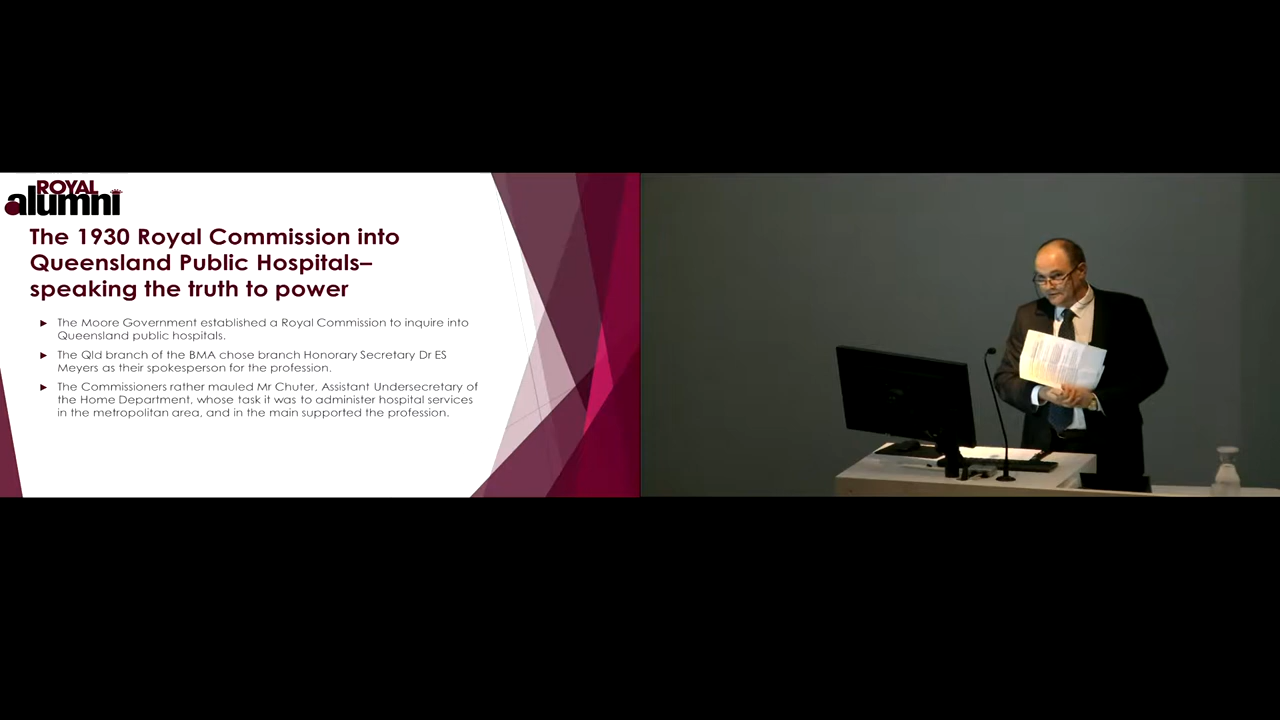 ROYAL
alumni
The 1930 Royal Commission into
Queensland Public Hospitals–
speaking the truth to power
The Moore Government established a Royal Commission to inquire into
Queensland public hospitals.
The Qld branch of the BMA chose branch Honorary Secretary Dr ES
Meyers as their spokesperson for the profession.
The Commissioners rather mauled Mr Chuter, Assistant Undersecretary of
the Home Department, whose task it was to administer hospital services
in the metropolitan area, and in the main supported the profession.